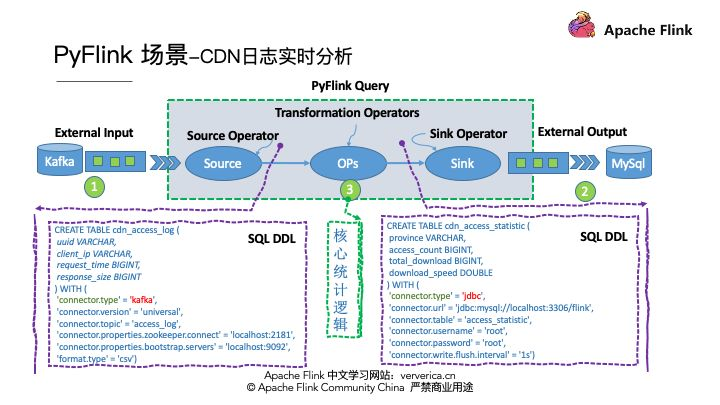 Apache Flink
PyFlink 场景-CDN日志实时分析
PyFlink Query
Transformation Operators
External Input
Source Operator
Sink Operator
External Output
Kafka
Source
OPs
Sink
MySql
1
3
2
CREATE TABLE cdn_access_log (
uuid VARCHAR,
client_ip VARCHAR,
request_time BIGINT,
response_size BIGINT
) WITH (
'connector.type' = 'kafka',
'connector.version' = 'universal',
'connector.topic' = 'access_log',
'connector.properties.zookeeper.connect' = 'localhost:2181',
'connector.properties.bootstrap.servers' = 'localhost:9092',
'format.type' = 'csv')
SQL DDL
核心统计逻辑
CREATE TABLE cdn_access_statistic (
province VARCHAR,
access_count BIGINT,
total_download BIGINT,
download_speed DOUBLE
) WITH (
'connector.type' = 'jdbc',
'connector.url' = 'jdbc:mysql://localhost:3306/flink',
'connector.table' = 'access_statistic',
'connector.username' = 'root',
'connector.password' = 'root',
'connector.write.flush.interval' = '1s')
SQL DDL
Apache Flink 中文学习网站：ververica.cn
© Apache Flink Community China 严禁商业用途